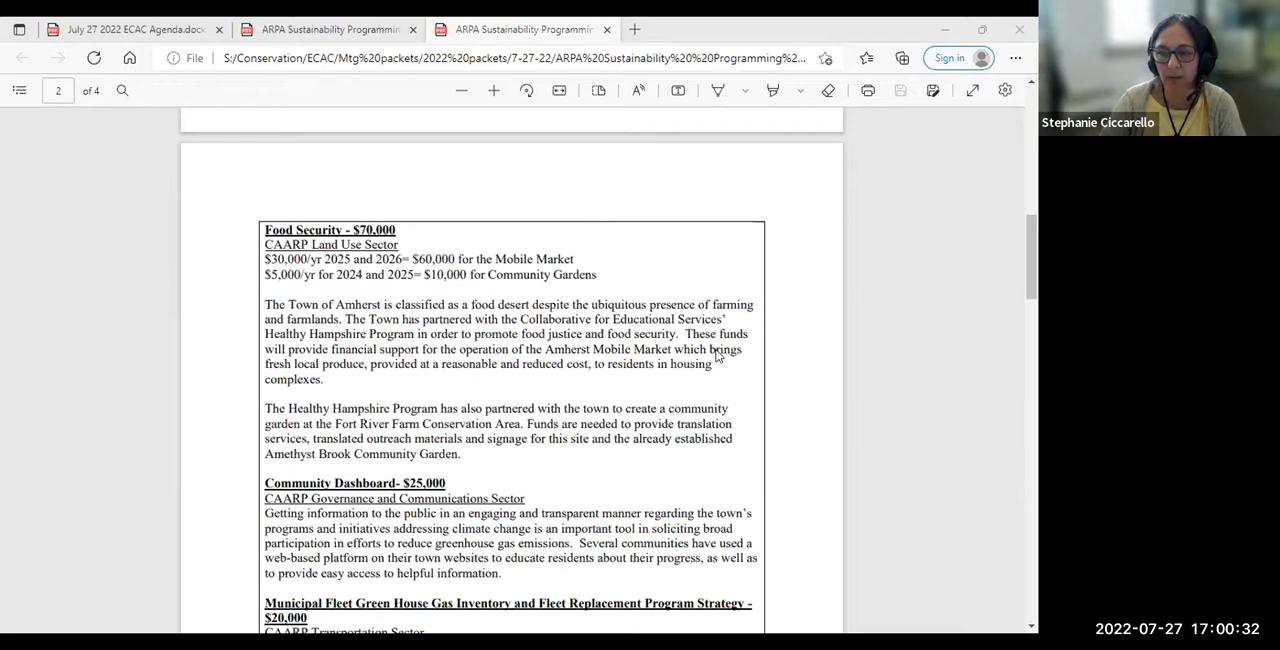 July 27 2022 ECAC Agenda.docx
ARPA Sustainability Programmin
ARPA Sustainability Programmin
File
S:/Conservation/ECAC/Mtg%20packets/2022%20packets/7-27-22/ARPA%20Sustainability%20%20Programming%2...
Sign in
2 of 4
Stephanie Ciccarello
Food Security - $70,000
CAARP Land Use Sector
$30,000/yr 2025 and 2026= $60,000 for the Mobile Market
$5,000/yr for 2024 and 2025= $10,000 for Community Gardens
The Town of Amherst is classified as a food desert despite the ubiquitous presence of farming
and farmlands. The Town has partnered with the Collaborative for Educational Services'
Healthy Hampshire Program in order to promote food justice and food security.  These funds
will provide financial support for the operation of the Amherst Mobile Market which brings
fresh local produce, provided at a reasonable and reduced cost, to residents in housing
complexes.
The Healthy Hampshire Program has also partnered with the town to create a community
garden at the Fort River Farm Conservation Area. Funds are needed to provide translation
services, translated outreach materials and signage for this site and the already established
Amethyst Brook Community Garden.
Community Dashboard- $25,000
CAARP Governance and Communications Sector
Getting information to the public in an engaging and transparent manner regarding the town's
programs and initiatives addressing climate change is an important tool in soliciting broad
participation in efforts to reduce greenhouse gas emissions.  Several communities have used a
web-based platform on their town websites to educate residents about their progress, as well as
to provide easy access to helpful information.
Municipal Fleet Green House Gas Inventory and Fleet Replacement Program Strategy -
$20,000
CAARP Transportation Sector
2022-07-27 17:00:32